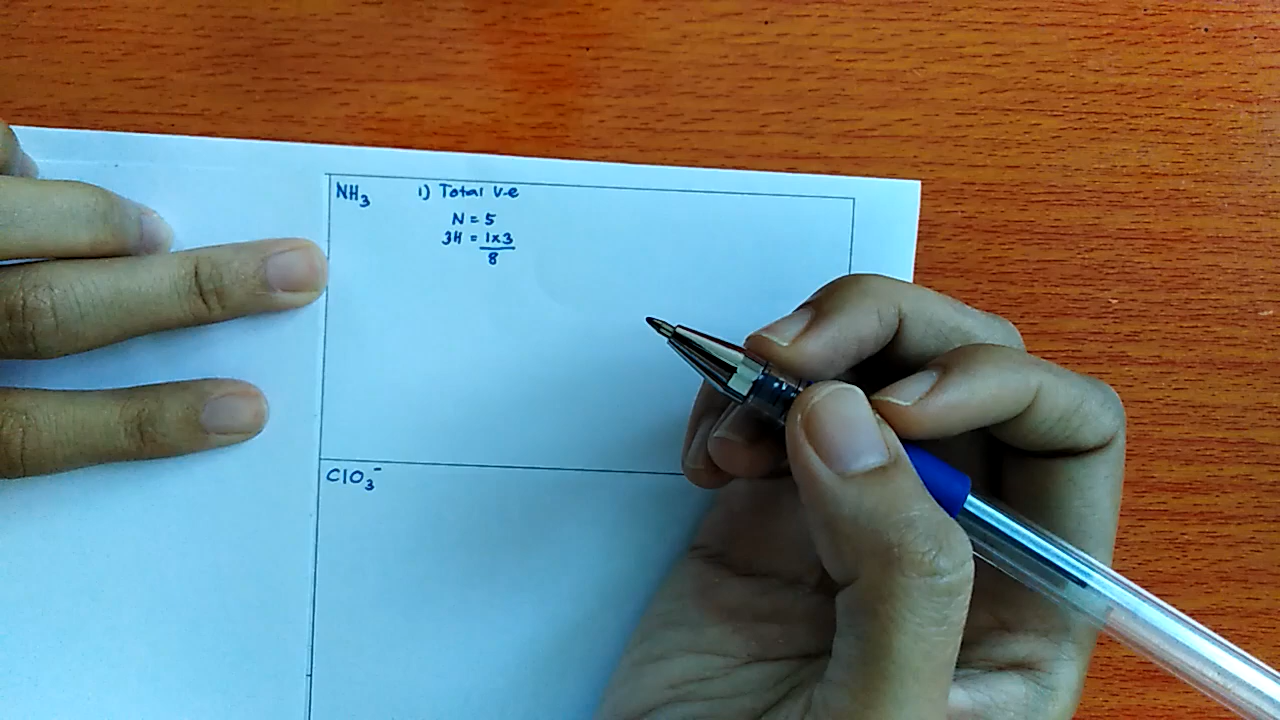 NH₃
1) Total v.e
N = 5
3H = 1x3
8
ClO₃⁻